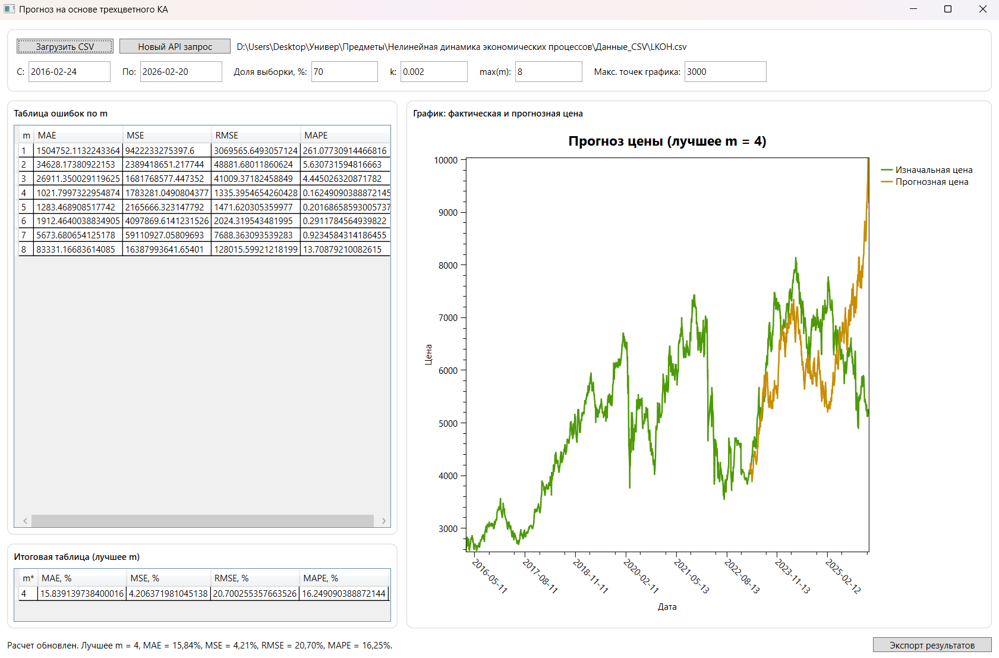 Прогноз на основе трехцветного КА
Загрузить CSV Новый API запрос D:\Users\Desktop\Универ\Предметы\Нелинейная динамика экономических процессов\Данные_CSV\LKOH.csv
С: 2016-02-24 По: 2026-02-20 Доля выборки, %: 70 k: 0.002 max(m): 8 Макс. точек графика: 3000
Таблица ошибок по m
m MAE MSE RMSE MAPE
1 1504752.1132243364 9422233275397.6 3069565.6493057124 261.07730914466816
2 34628.17380922153 2389418651.217744 48881.68011860624 5.630731594816663
3 26911.350029119625 1681768577.447352 41009.37182458849 4.445026320871782
4 1021.7997322954874 1783281.0490804377 1335.3954654260428 0.16249090388872145
5 1283.468908517742 2165666.323147792 1471.620305359977 0.20168658593005737
6 1912.4640038834905 4097869.6141231526 2024.319543481995 0.2911784564939822
7 5673.680654125178 59110927.05809693 7688.363093539283 0.9234584314186455
8 83331.16683614085 16387993641.65401 128015.59921218199 13.70879210082615
Итоговая таблица (лучшее m)
m* MAE, % MSE, % RMSE, % MAPE, %
4 15.839139738400016 4.206371981045138 20.700255357663526 16.249090388872144
График: фактическая и прогнозная цена
Прогноз цены (лучшее m = 4)
Изначальная цена
Прогнозная цена
10000
9000
8000
7000
6000
5000
4000
3000
Цена
2016-05-11 2017-08-11 2018-11-11 2020-02-11 2021-05-13 2022-08-13 2023-11-13 2025-02-12
Дата
Расчет обновлен. Лучшее m = 4, MAE = 15,84%, MSE = 4,21%, RMSE = 20,70%, MAPE = 16,25%.
Экспорт результатов